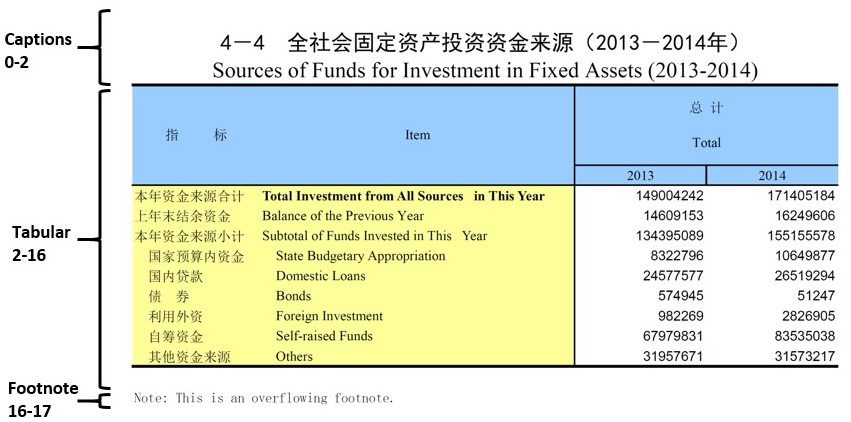 Captions
0-2
4－4 全社会固定资产投资资金来源（2013－2014年）
Sources of Funds for Investment in Fixed Assets (2013-2014)
Tabular
2-16
指 标 Item 总 计
Total
2013 2014
本年资金来源合计 Total Investment from All Sources in This Year 149004242 171405184
上年末结余资金 Balance of the Previous Year 14609153 16249606
本年资金来源小计 Subtotal of Funds Invested in This Year 134395089 155155578
国家预算内资金 State Budgetary Appropriation 8322796 10649877
国内贷款 Domestic Loans 24577577 26519294
债 券 Bonds 574945 51247
利用外资 Foreign Investment 982269 2826905
自筹资金 Self-raised Funds 67979831 83535038
其他资金来源 Others 31957671 31573217
Footnote
16-17
Note: This is an overflowing footnote.